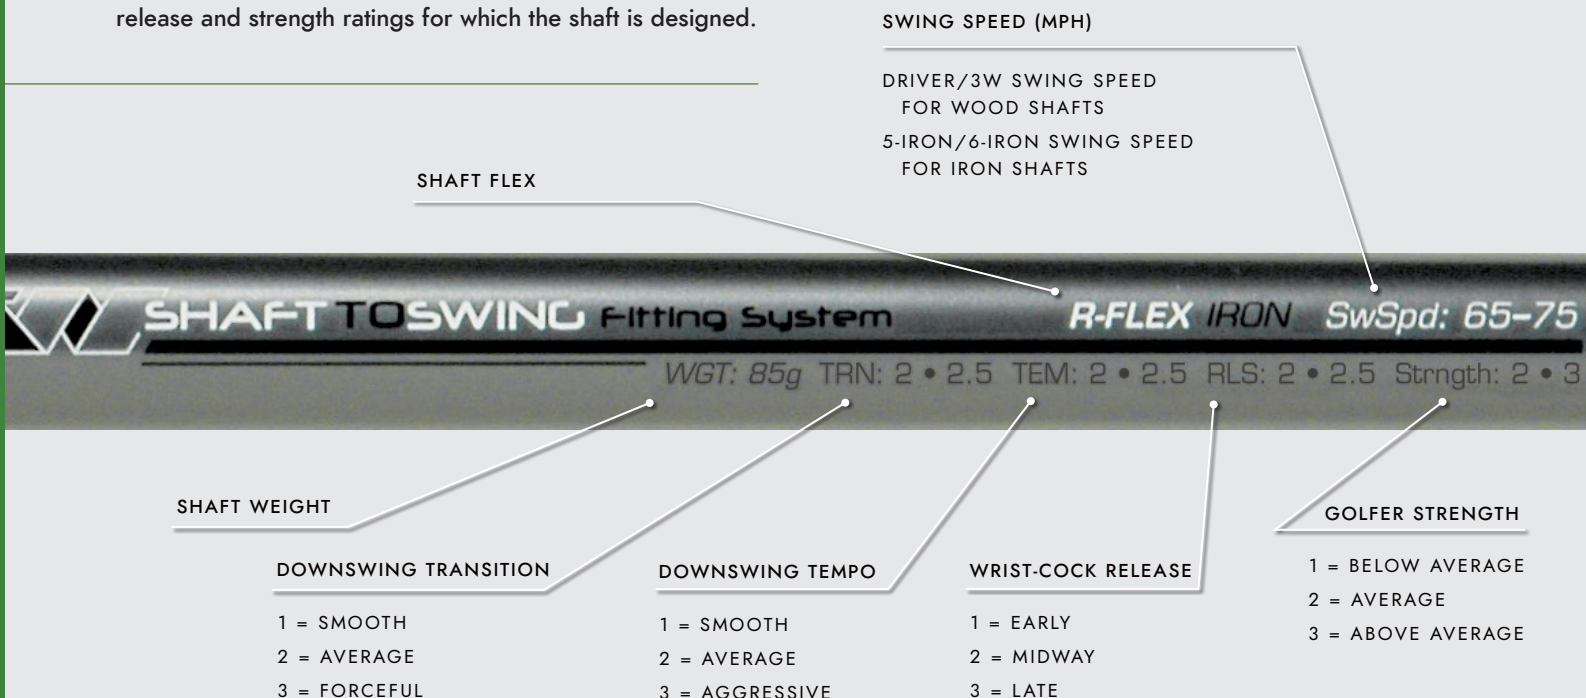 release and strength ratings for which the shaft is designed.
SWING SPEED (MPH)
DRIVER/3W SWING SPEED
FOR WOOD SHAFTS
5-IRON/6-IRON SWING SPEED
FOR IRON SHAFTS
SHAFT FLEX
SHAFT TO SWING Fitting System R-FLEX IRON SwSpd: 65-75
WGT: 85g TRN: 2 • 2.5 TEM: 2 • 2.5 RLS: 2 • 2.5 Strngth: 2 • 3
SHAFT WEIGHT
DOWNSWING TRANSITION
1 = SMOOTH
2 = AVERAGE
3 = FORCEFUL
DOWNSWING TEMPO
1 = SMOOTH
2 = AVERAGE
3 = AGGRESSIVE
WRIST-COCK RELEASE
1 = EARLY
2 = MIDWAY
3 = LATE
GOLFER STRENGTH
1 = BELOW AVERAGE
2 = AVERAGE
3 = ABOVE AVERAGE